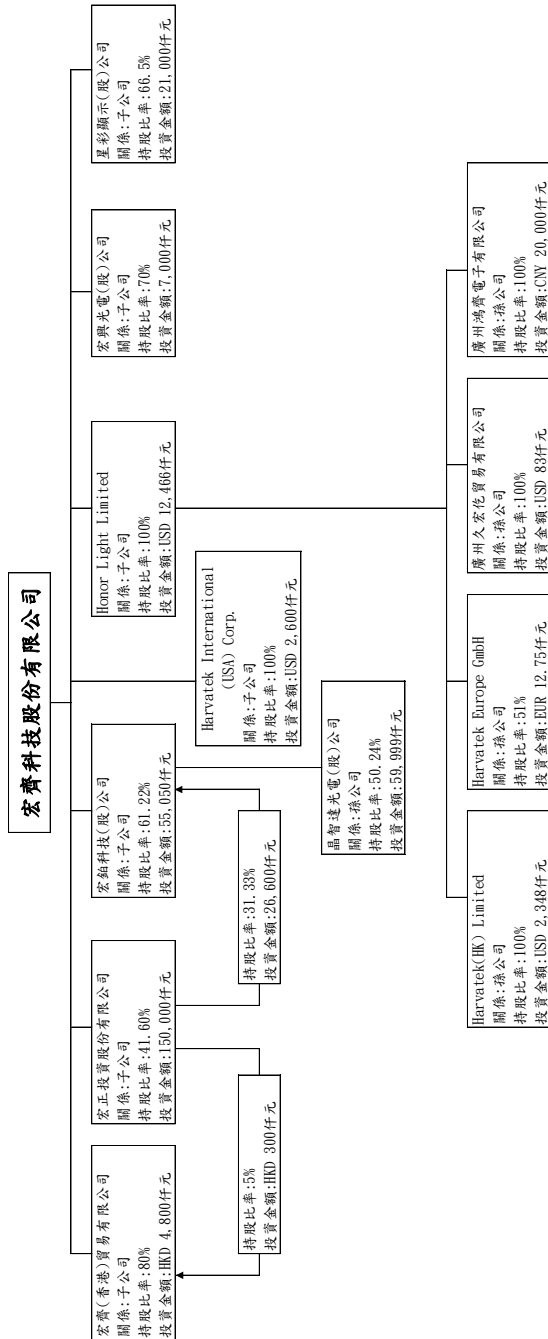 宏齊科技股份有限公司
宏齊(香港)貿易有限公司
關係:子公司
持股比率:80%
投資金額:HKD 4,800仟元
宏正投資股份有限公司
關係:子公司
持股比率:41.60%
投資金額:150,000仟元
宏鉑科技(股)公司
關係:子公司
持股比率:61.22%
投資金額:55,050仟元
Harvatek International
(USA) Corp.
關係:子公司
持股比率:100%
投資金額:USD 2,600仟元
Honor Light Limited
關係:子公司
持股比率:100%
投資金額:USD 12,466仟元
宏興光電(股)公司
關係:子公司
持股比率:70%
投資金額:7,000仟元
星彩顯示(股)公司
關係:子公司
持股比率:66.5%
投資金額:21,000仟元
持股比率:5%
投資金額:HKD 300仟元
持股比率:31.33%
投資金額:26,600仟元
晶智達光電(股)公司
關係:孫公司
持股比率:50.24%
投資金額:59,999仟元
Harvatek(HK) Limited
關係:孫公司
持股比率:100%
投資金額:USD 2,348仟元
Harvatek Europe GmbH
關係:孫公司
持股比率:51%
投資金額:EUR 12.75仟元
廣州久宏佗貿易有限公司
關係:孫公司
持股比率:100%
投資金額:USD 83仟元
廣州鴻齊電子有限公司
關係:孫公司
持股比率:100%
投資金額:CNY 20,000仟元